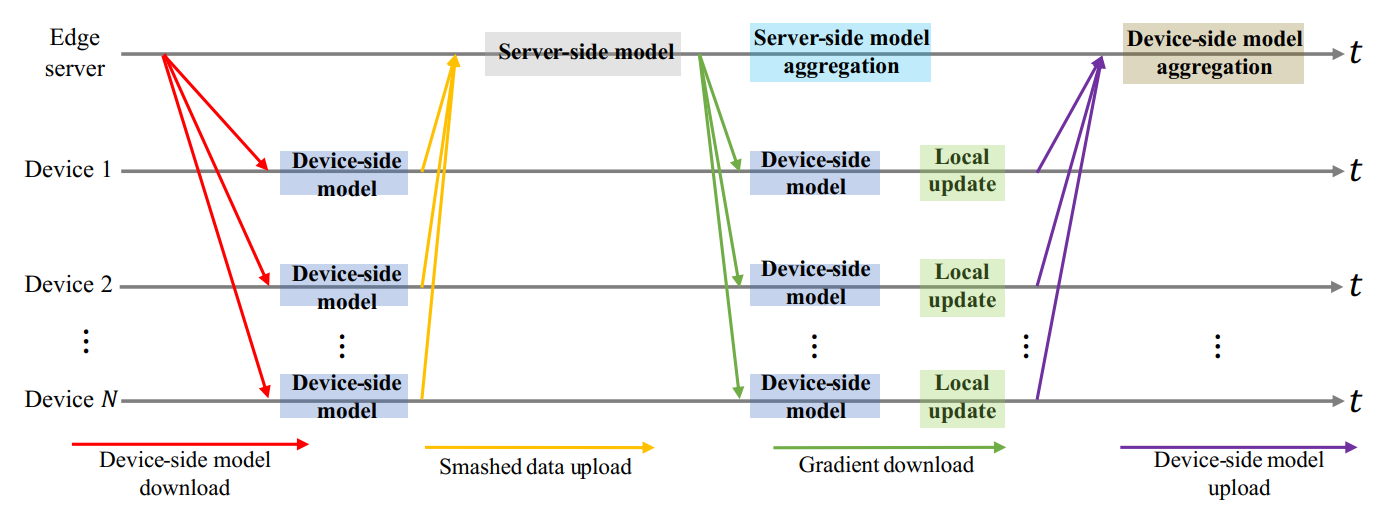 Edge
server
Server-side model
Server-side model
aggregation
Device-side model
aggregation
t
Device 1
Device-side
model
Device-side
model
Local
update
t
Device 2
Device-side
model
Device-side
model
Local
update
t
⋮
⋮
⋮
⋮
⋮
Device N
Device-side
model
Device-side
model
Local
update
t
Device-side model
download
Smashed data upload
Gradient download
Device-side model
upload